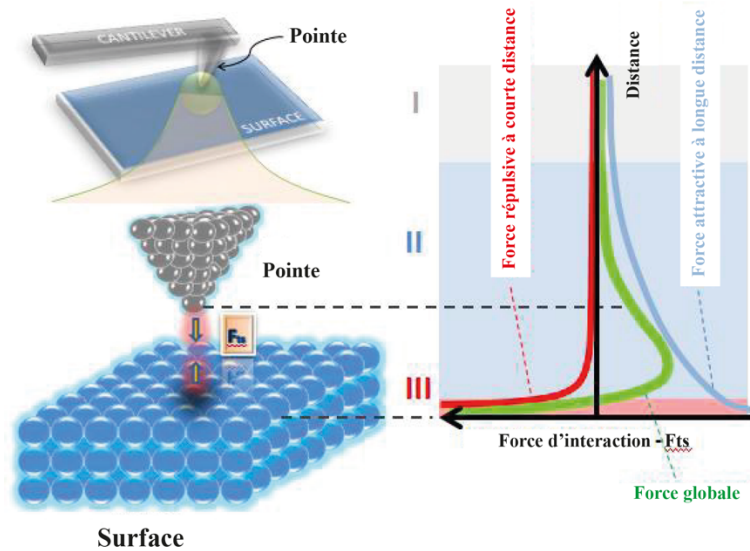 CANTILEVER
Pointe
SURFACE
Pointe
Fts
Surface
I
II
III
Force répulsive à courte distance
Distance
Force attractive à longue distance
Force d'interaction - Fts
Force globale